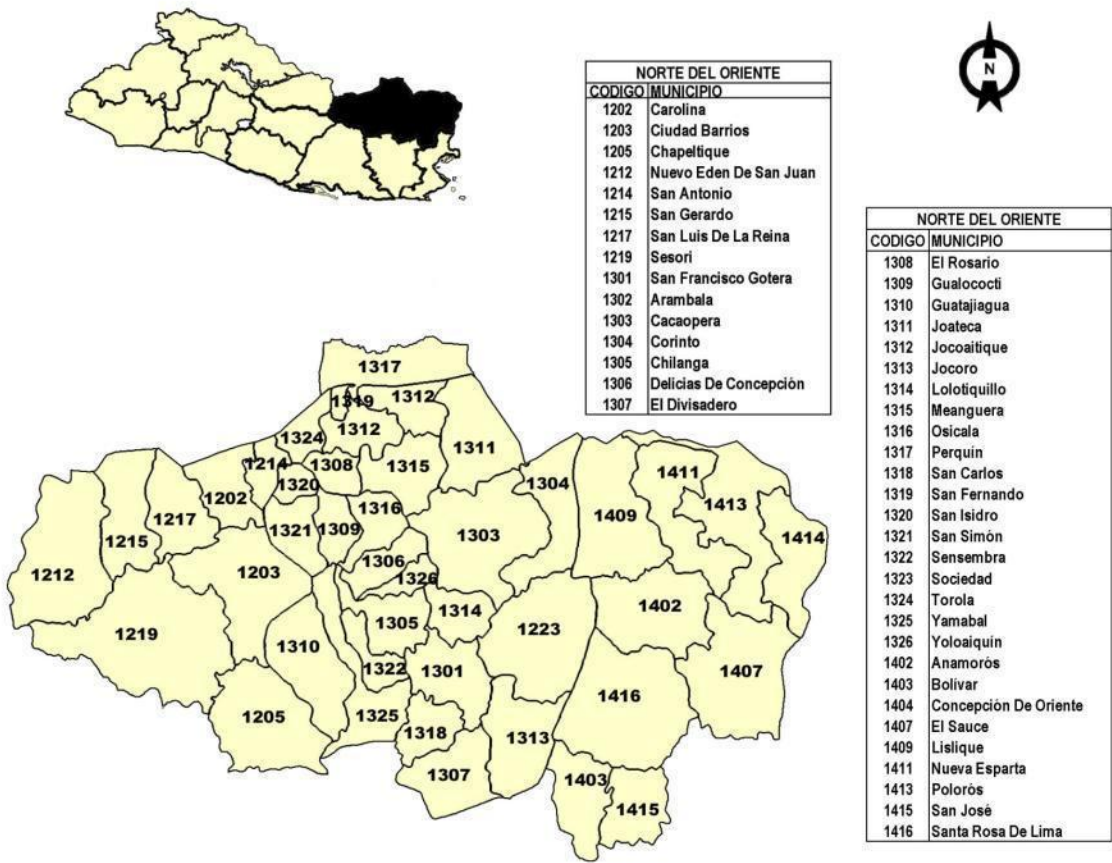 N
NORTE DEL ORIENTE
CODIGO MUNICIPIO
1202 Carolina
1203 Ciudad Barrios
1205 Chapeltique
1212 Nuevo Eden De San Juan
1214 San Antonio
1215 San Gerardo
1217 San Luis De La Reina
1219 Sesori
1301 San Francisco Gotera
1302 Arambala
1303 Cacaopera
1304 Corinto
1305 Chilanga
1306 Delicias De Concepciòn
1307 El Divisadero
NORTE DEL ORIENTE
CODIGO MUNICIPIO
1308 El Rosario
1309 Gualococti
1310 Guatajiagua
1311 Joateca
1312 Jocoaitique
1313 Jocoro
1314 Lolotiquillo
1315 Meanguera
1316 Osicala
1317 Perquín
1318 San Carlos
1319 San Fernando
1320 San Isidro
1321 San Simòn
1322 Sensembra
1323 Sociedad
1324 Torola
1325 Yamabal
1326 Yoloaiquín
1402 Anamoròs
1403 Bolívar
1404 Concepciòn De Oriente
1407 El Sauce
1409 Lislique
1411 Nueva Esparta
1413 Poloròs
1415 San José
1416 Santa Rosa De Lima
1317
1319
1312
1324
1312
1311
1214
1308
1315
1411
1320
1304
1202
1413
1316
1217
1409
1321
1309
1303
1215
1414
1306
1212
1203
1326
1402
1314
1305
1219
1223
1310
1322
1301
1407
1416
1205
1325
1318
1313
1307
1403
1415